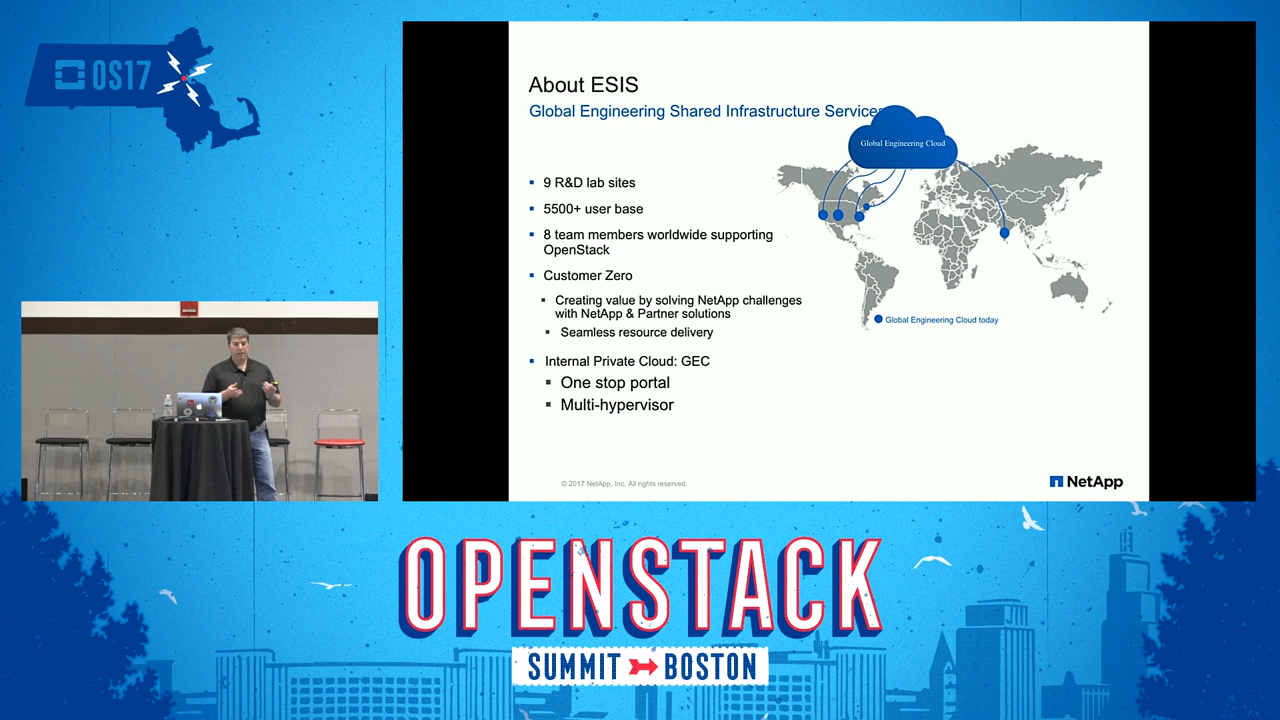 OS17
About ESIS
Global Engineering Shared Infrastructure Services
Global Engineering Cloud
9 R&D lab sites
5500+ user base
8 team members worldwide supporting
OpenStack
Customer Zero
Creating value by solving NetApp challenges
with NetApp & Partner solutions
Seamless resource delivery
Internal Private Cloud: GEC
One stop portal
Multi-hypervisor
Global Engineering Cloud today
© 2017 NetApp, Inc. All rights reserved.
NetApp
OPENSTACK
SUMMIT BOSTON